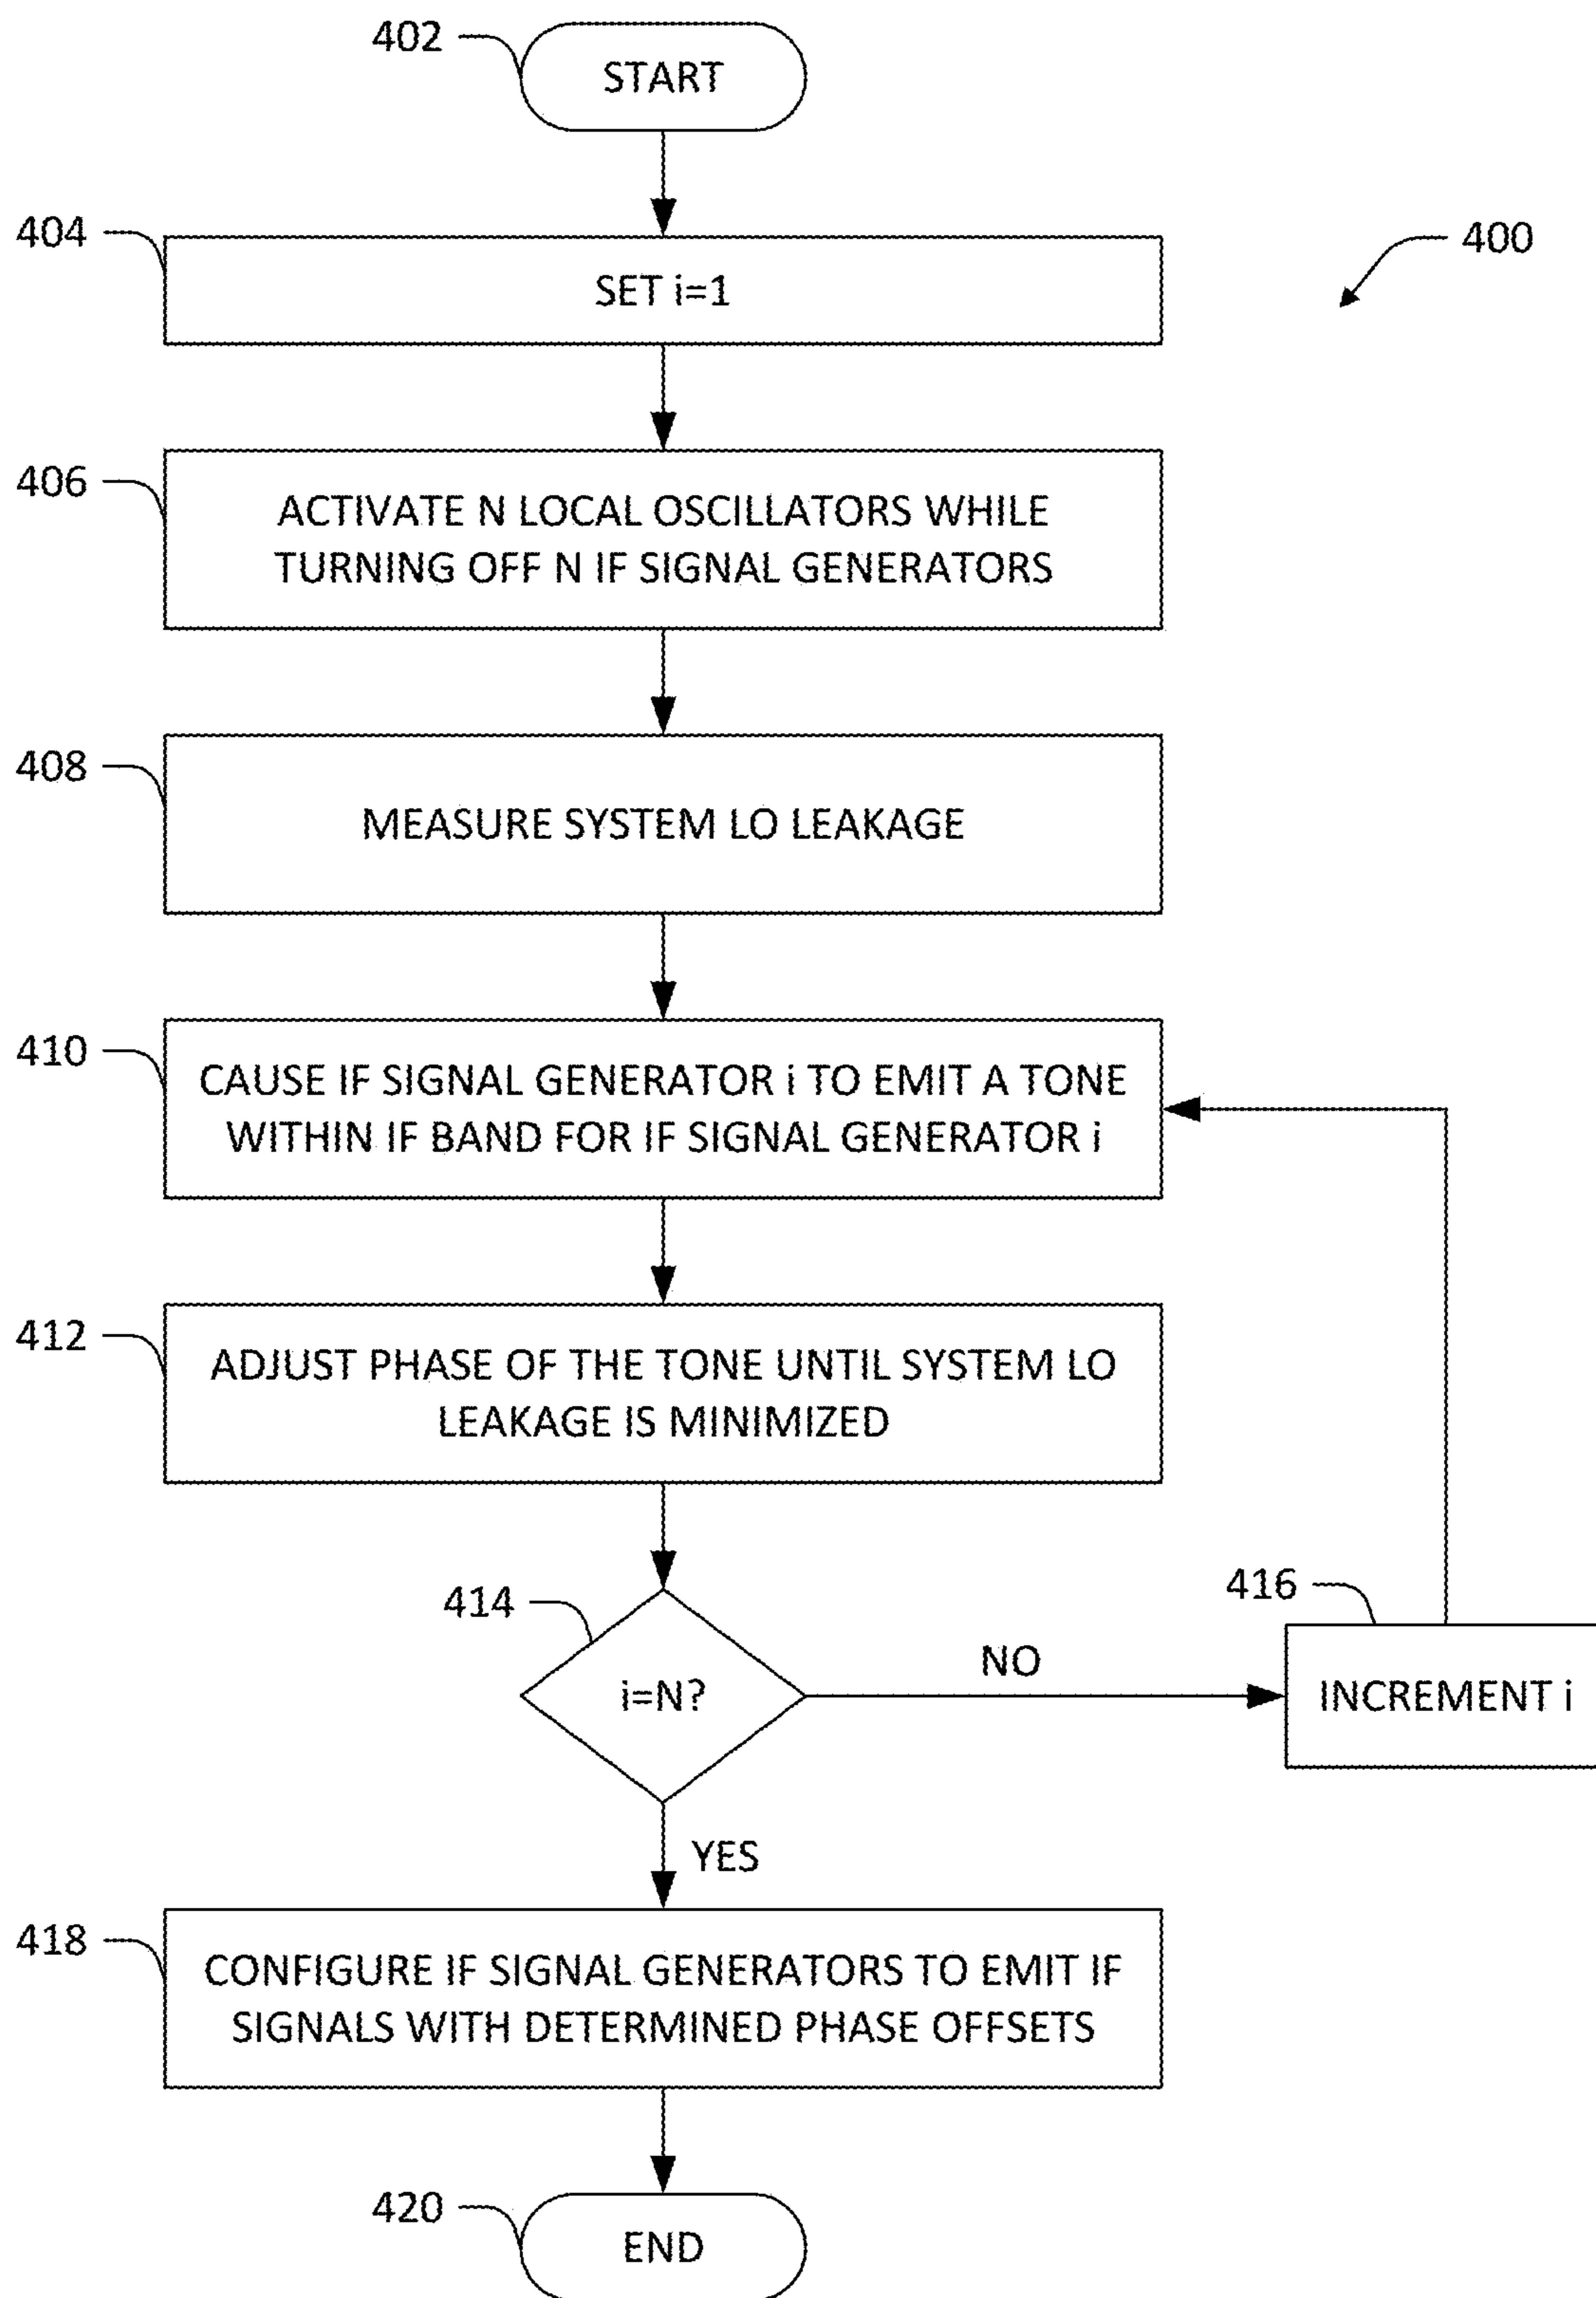 402
START
404
400
SET i=1
406
ACTIVATE N LOCAL OSCILLATORS WHILE
TURNING OFF N IF SIGNAL GENERATORS
408
MEASURE SYSTEM LO LEAKAGE
410
CAUSE IF SIGNAL GENERATOR i TO EMIT A TONE
WITHIN IF BAND FOR IF SIGNAL GENERATOR i
412
ADJUST PHASE OF THE TONE UNTIL SYSTEM LO
LEAKAGE IS MINIMIZED
414
416
NO
i=N?
INCREMENT i
YES
418
CONFIGURE IF SIGNAL GENERATORS TO EMIT IF
SIGNALS WITH DETERMINED PHASE OFFSETS
420
END